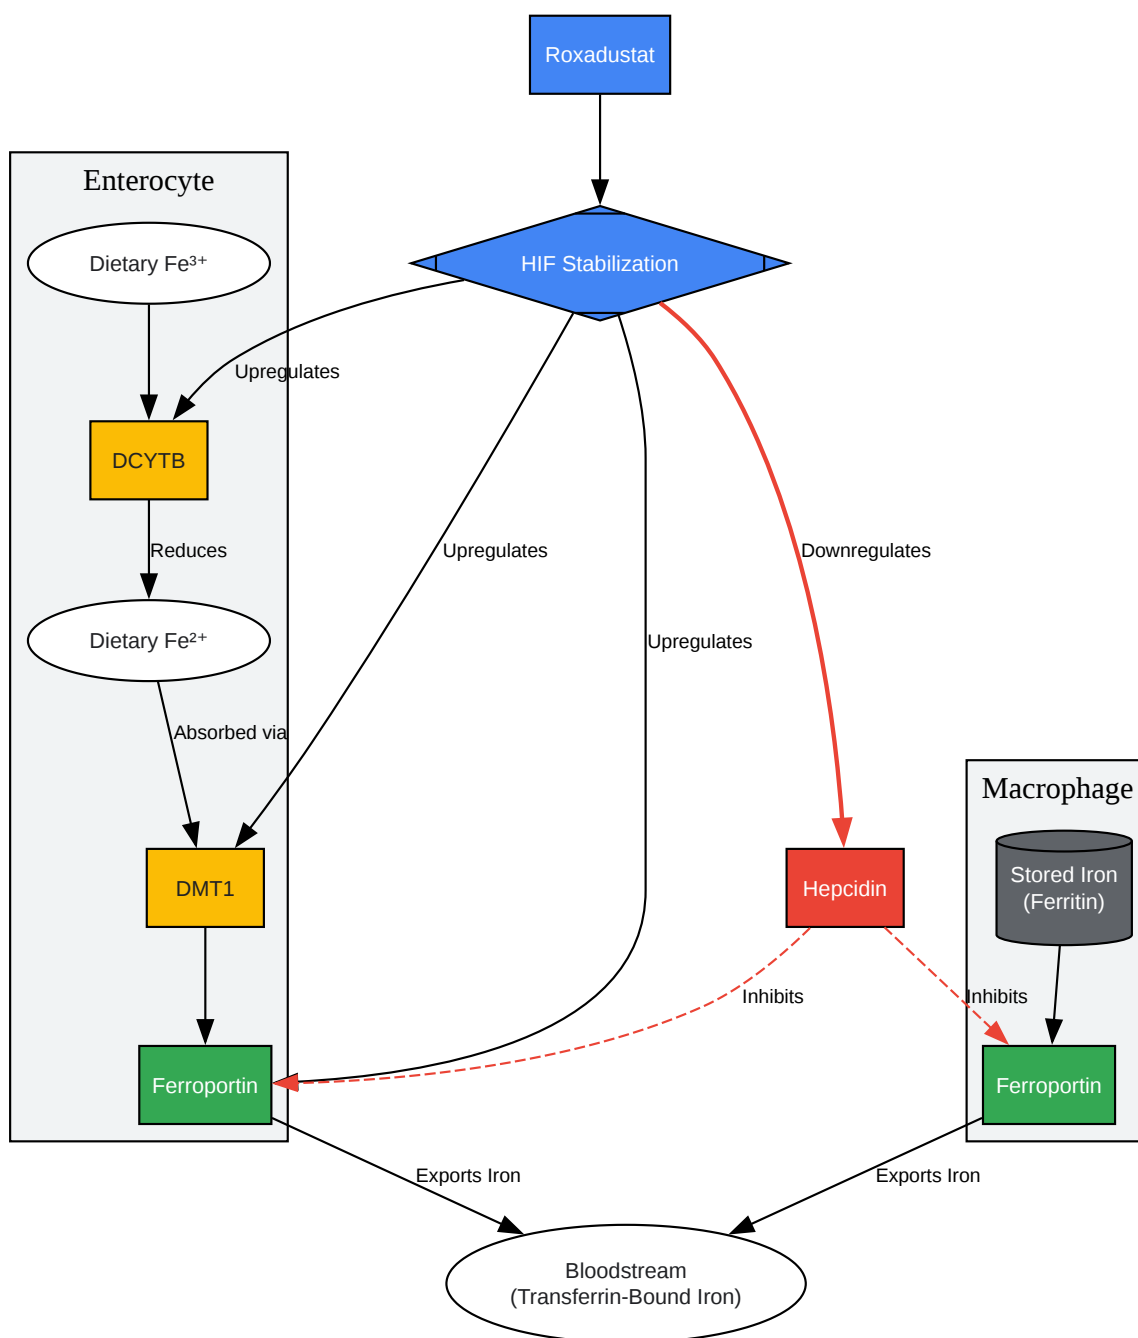 Roxadustat
Enterocyte
Dietary Fe³⁺
HIF Stabilization
Upregulates
DCYTB
Reduces
Upregulates
Downregulates
Dietary Fe²⁺
Upregulates
Absorbed via
Macrophage
DMT1
Hepcidin
Stored Iron
(Ferritin)
Inhibits
Inhibits
Ferroportin
Ferroportin
Exports Iron
Exports Iron
Bloodstream
(Transferrin-Bound Iron)